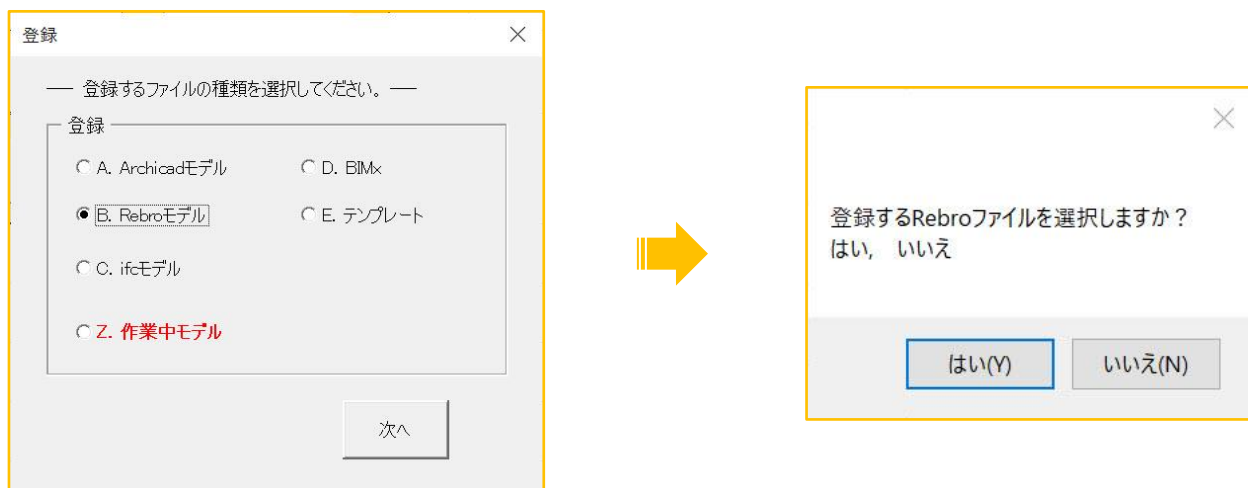 登録
── 登録するファイルの種類を選択してください。 ──
登録
A. Archicadモデル
D. BIMx
B. Rebroモデル
E. テンプレート
C. ifcモデル
Z. 作業中モデル
次へ
登録するRebroファイルを選択しますか？
はい, いいえ
はい(Y)
いいえ(N)